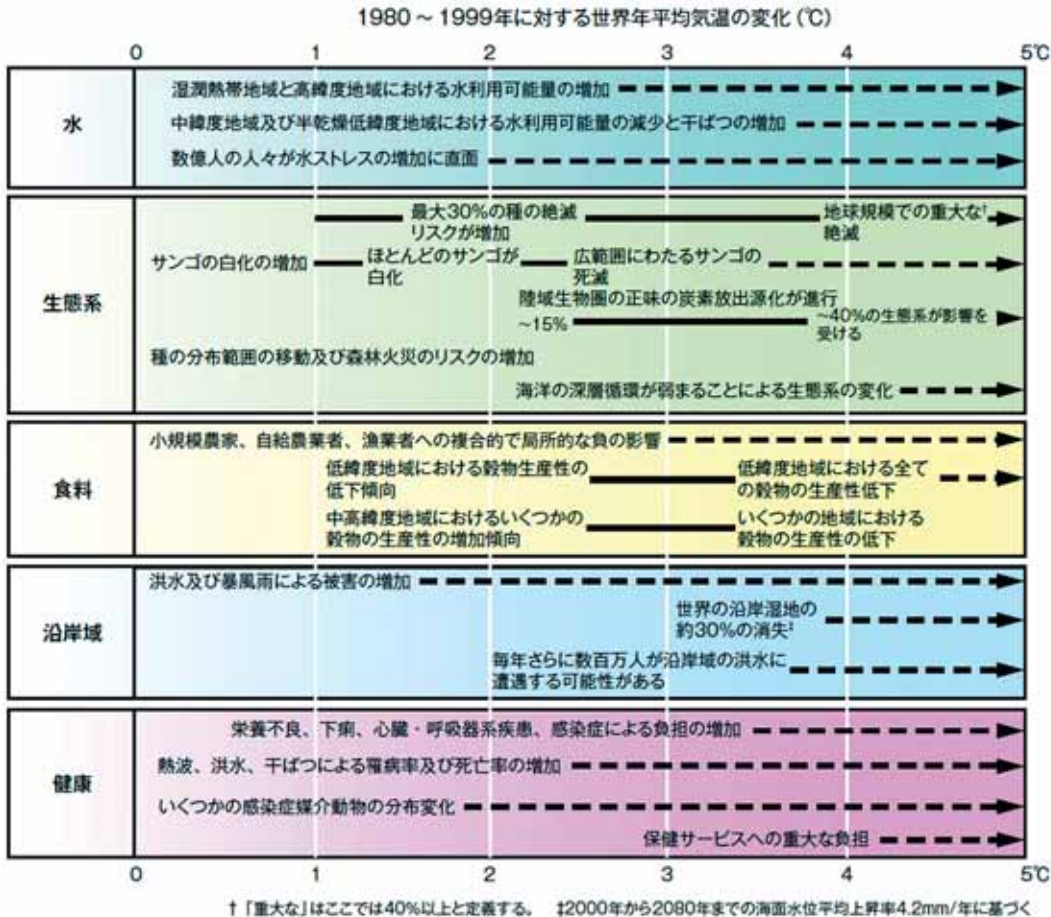 1980～1999年に対する世界年平均気温の変化(℃)
0 1 2 3 4 5℃
水
湿潤熱帯地域と高緯度地域における水利用可能量の増加
中緯度地域及び半乾燥低緯度地域における水利用可能量の減少と干ばつの増加
数億人の人々が水ストレスの増加に直面
生態系
最大30%の種の絶滅
リスクが増加
地球規模での重大な†
絶滅
サンゴの白化の増加
ほとんどのサンゴが
白化
広範囲にわたるサンゴの
死滅
陸域生物圏の正味の炭素放出源化が進行
~15%
~40%の生態系が影響を
受ける
種の分布範囲の移動及び森林火災のリスクの増加
海洋の深層循環が弱まることによる生態系の変化
食料
小規模農家、自給農業者、漁業者への複合的で局所的な負の影響
低緯度地域における穀物生産性の
低下傾向
低緯度地域における全て
の穀物の生産性低下
中高緯度地域におけるいくつかの
穀物の生産性の増加傾向
いくつかの地域における
穀物の生産性の低下
沿岸域
洪水及び暴風雨による被害の増加
世界の沿岸湿地の
約30%の消失‡
毎年さらに数百万人が沿岸域の洪水に
遭遇する可能性がある
健康
栄養不良、下痢、心臓・呼吸器系疾患、感染症による負担の増加
熱波、洪水、干ばつによる罹病率及び死亡率の増加
いくつかの感染症媒介動物の分布変化
保健サービスへの重大な負担
0 1 2 3 4 5℃
†「重大な」はここでは40%以上と定義する。 ‡2000年から2080年までの海面水位平均上昇率4.2mm/年に基づく